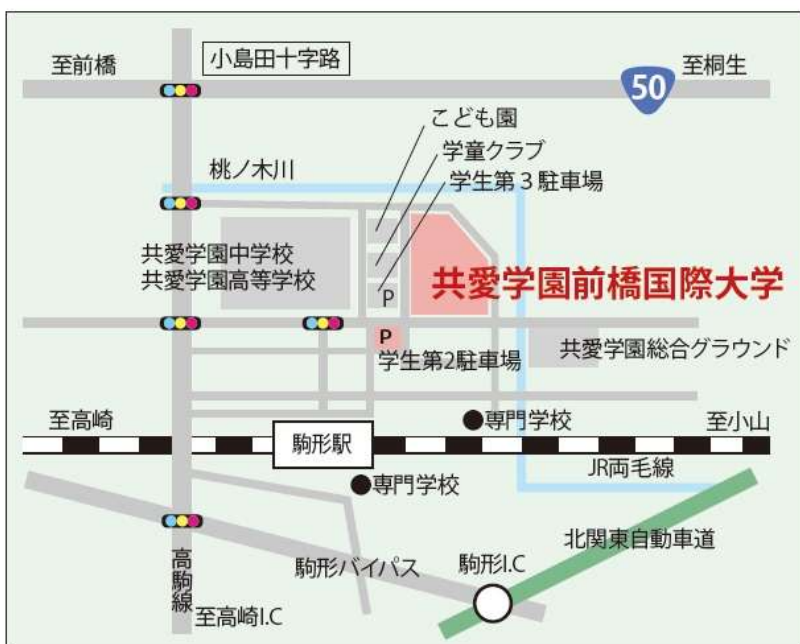 至前橋
小島田十字路
50
至桐生
こども園
学童クラブ
学生第３駐車場
桃ノ木川
共愛学園中学校
共愛学園高等学校
P
共愛学園前橋国際大学
P
学生第2駐車場
共愛学園総合グラウンド
至高崎
駒形駅
専門学校
至小山
JR両毛線
専門学校
高駒線
駒形バイパス
駒形I.C
北関東自動車道
至高崎I.C